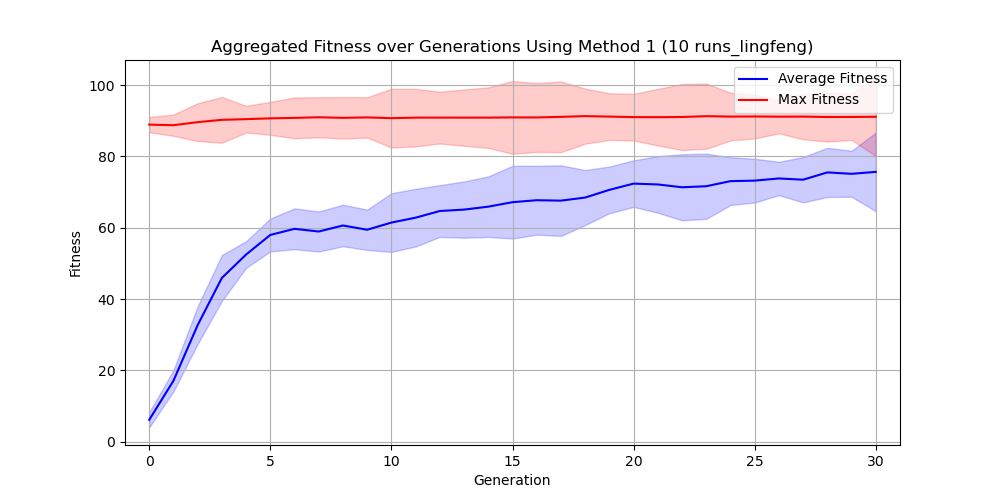 Aggregated Fitness over Generations Using Method 1 (10 runs_lingfeng)
Average Fitness
Max Fitness
Fitness
100
80
60
40
20
0
0 5 10 15 20 25 30
Generation